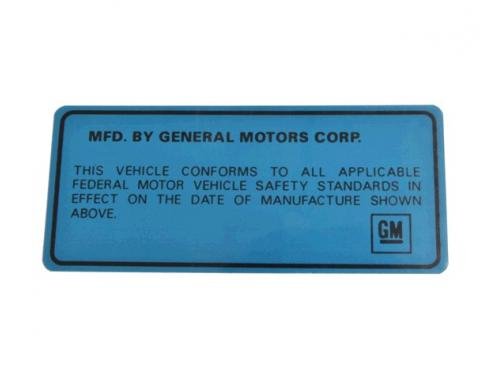 MFD. BY GENERAL MOTORS CORP.
THIS VEHICLE CONFORMS TO ALL APPLICABLE
FEDERAL MOTOR VEHICLE SAFETY STANDARDS IN
EFFECT ON THE DATE OF MANUFACTURE SHOWN
ABOVE.
GM